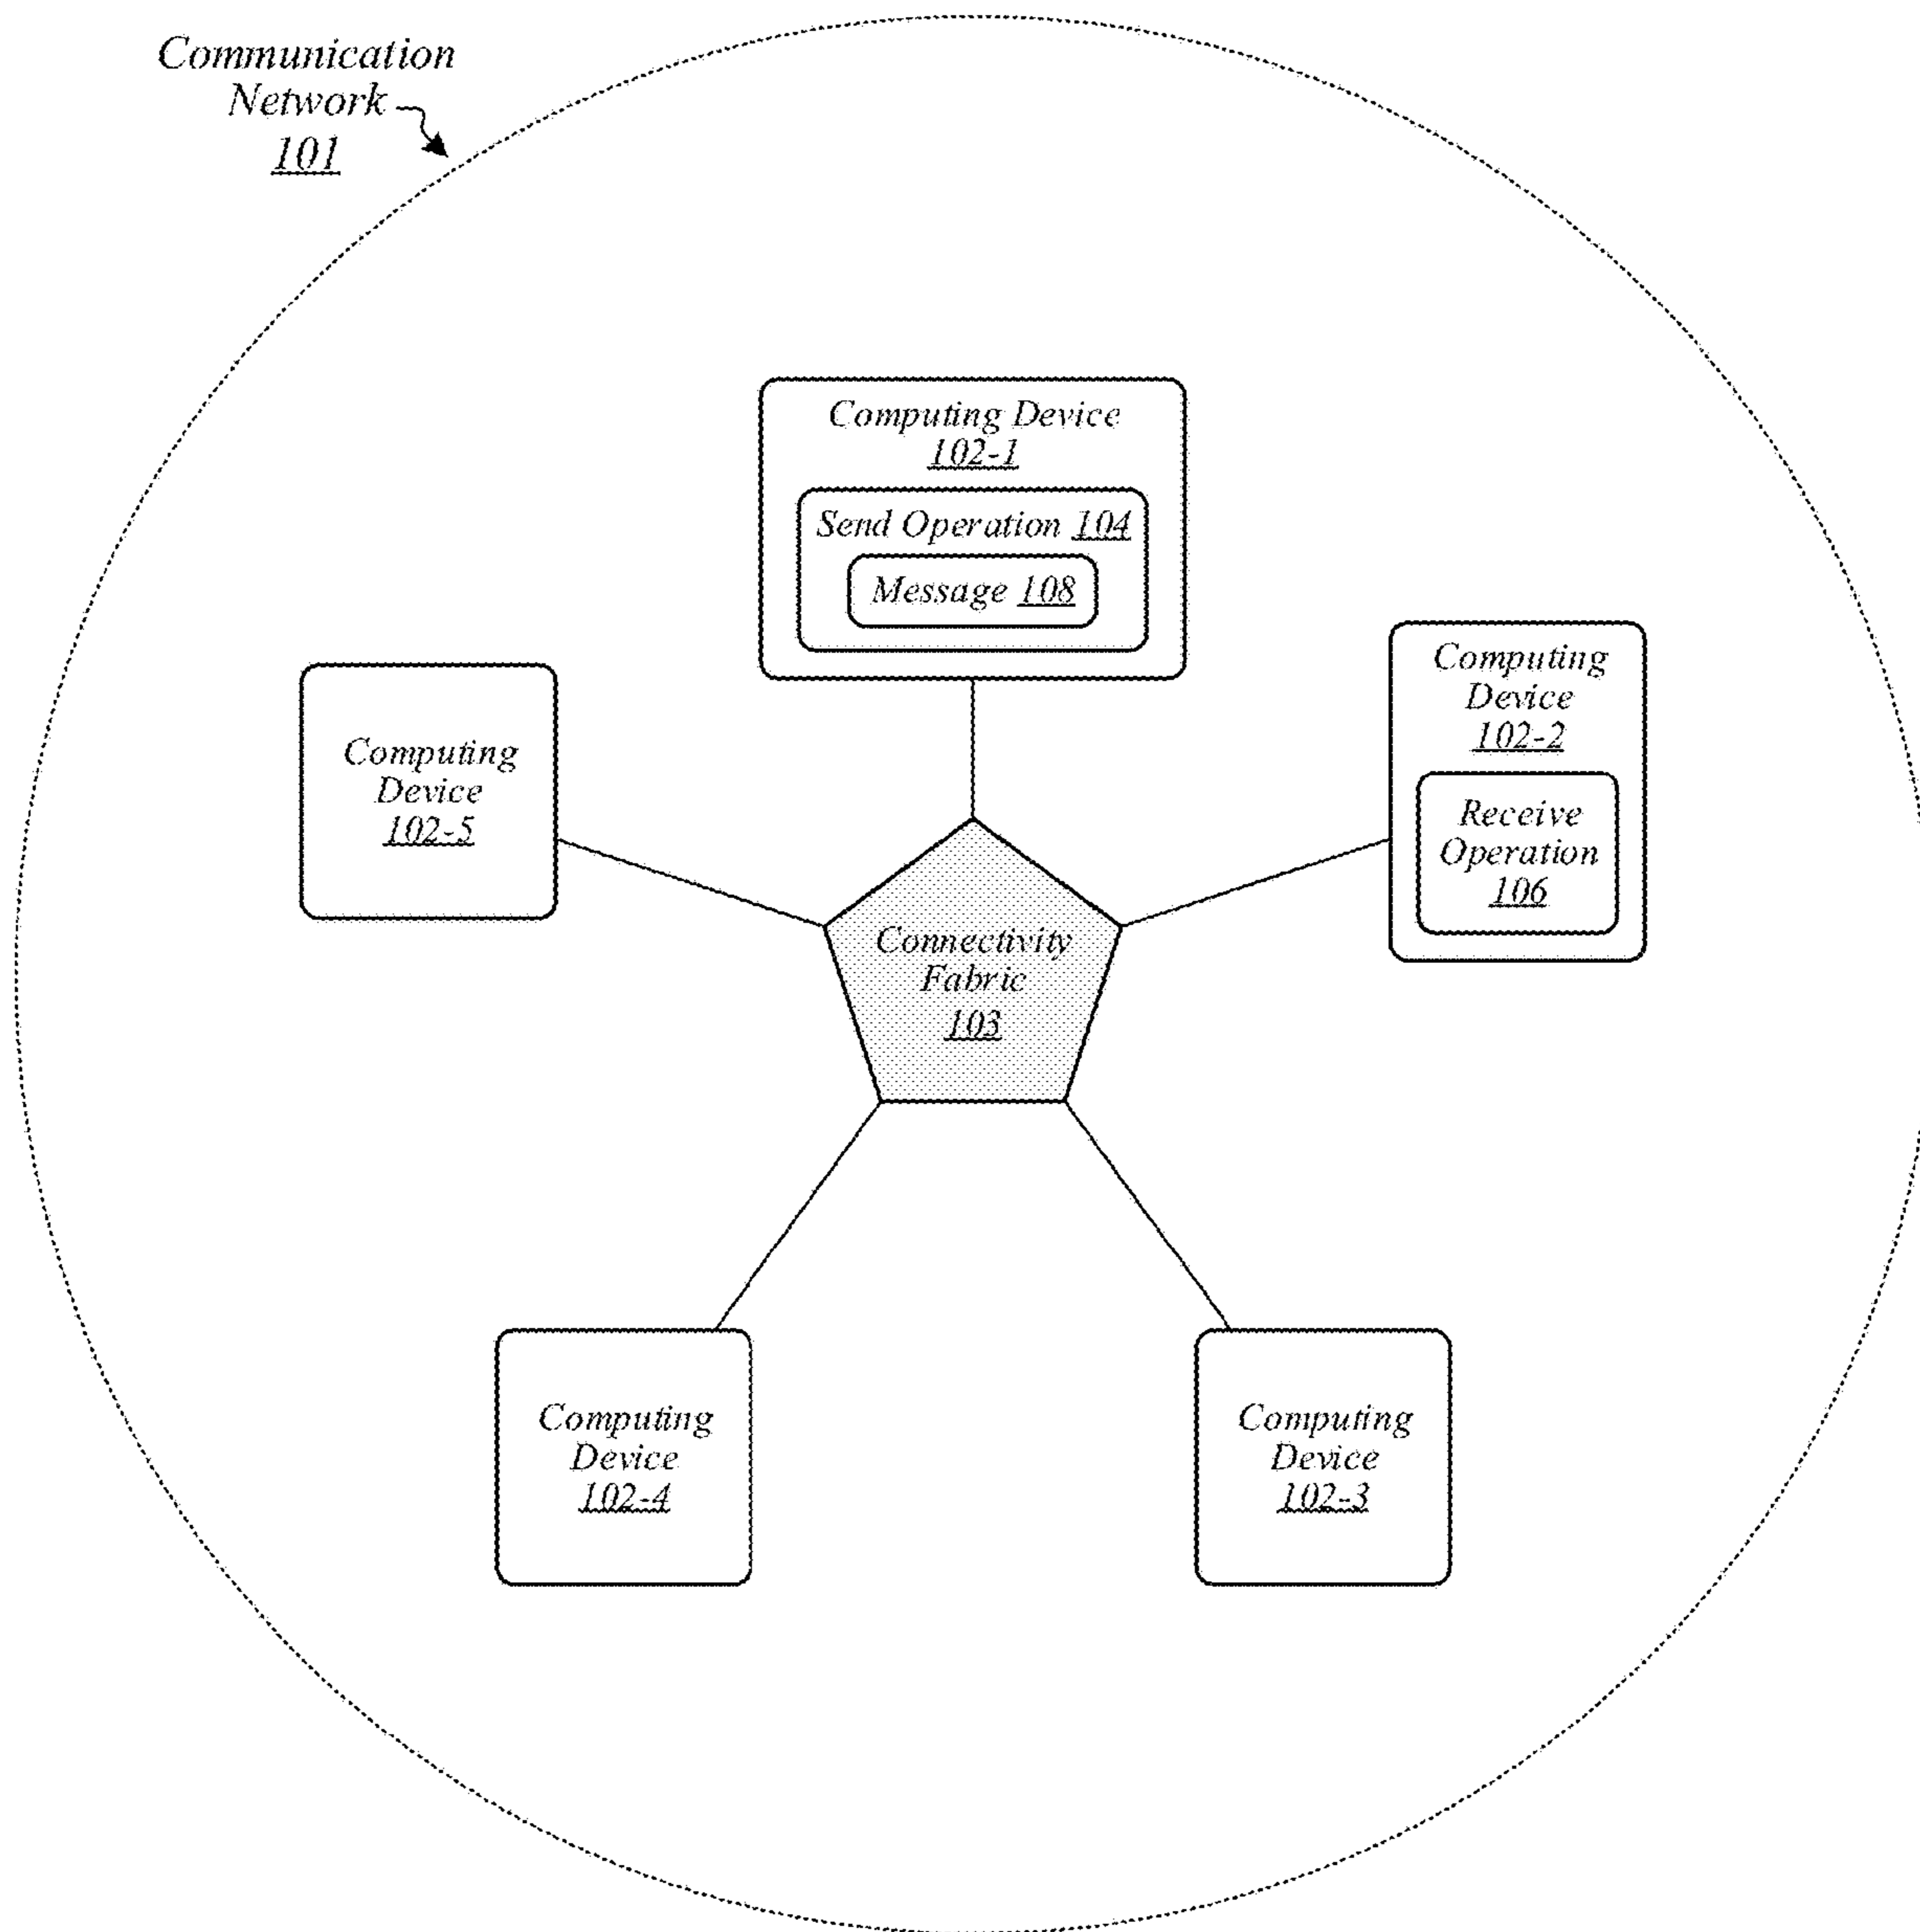 Communication
Network
101
Computing Device
102-1
Send Operation 104
Message 108
Computing
Device
102-2
Receive
Operation
106
Computing
Device
102-5
Connectivity
Fabric
103
Computing
Device
102-4
Computing
Device
102-3